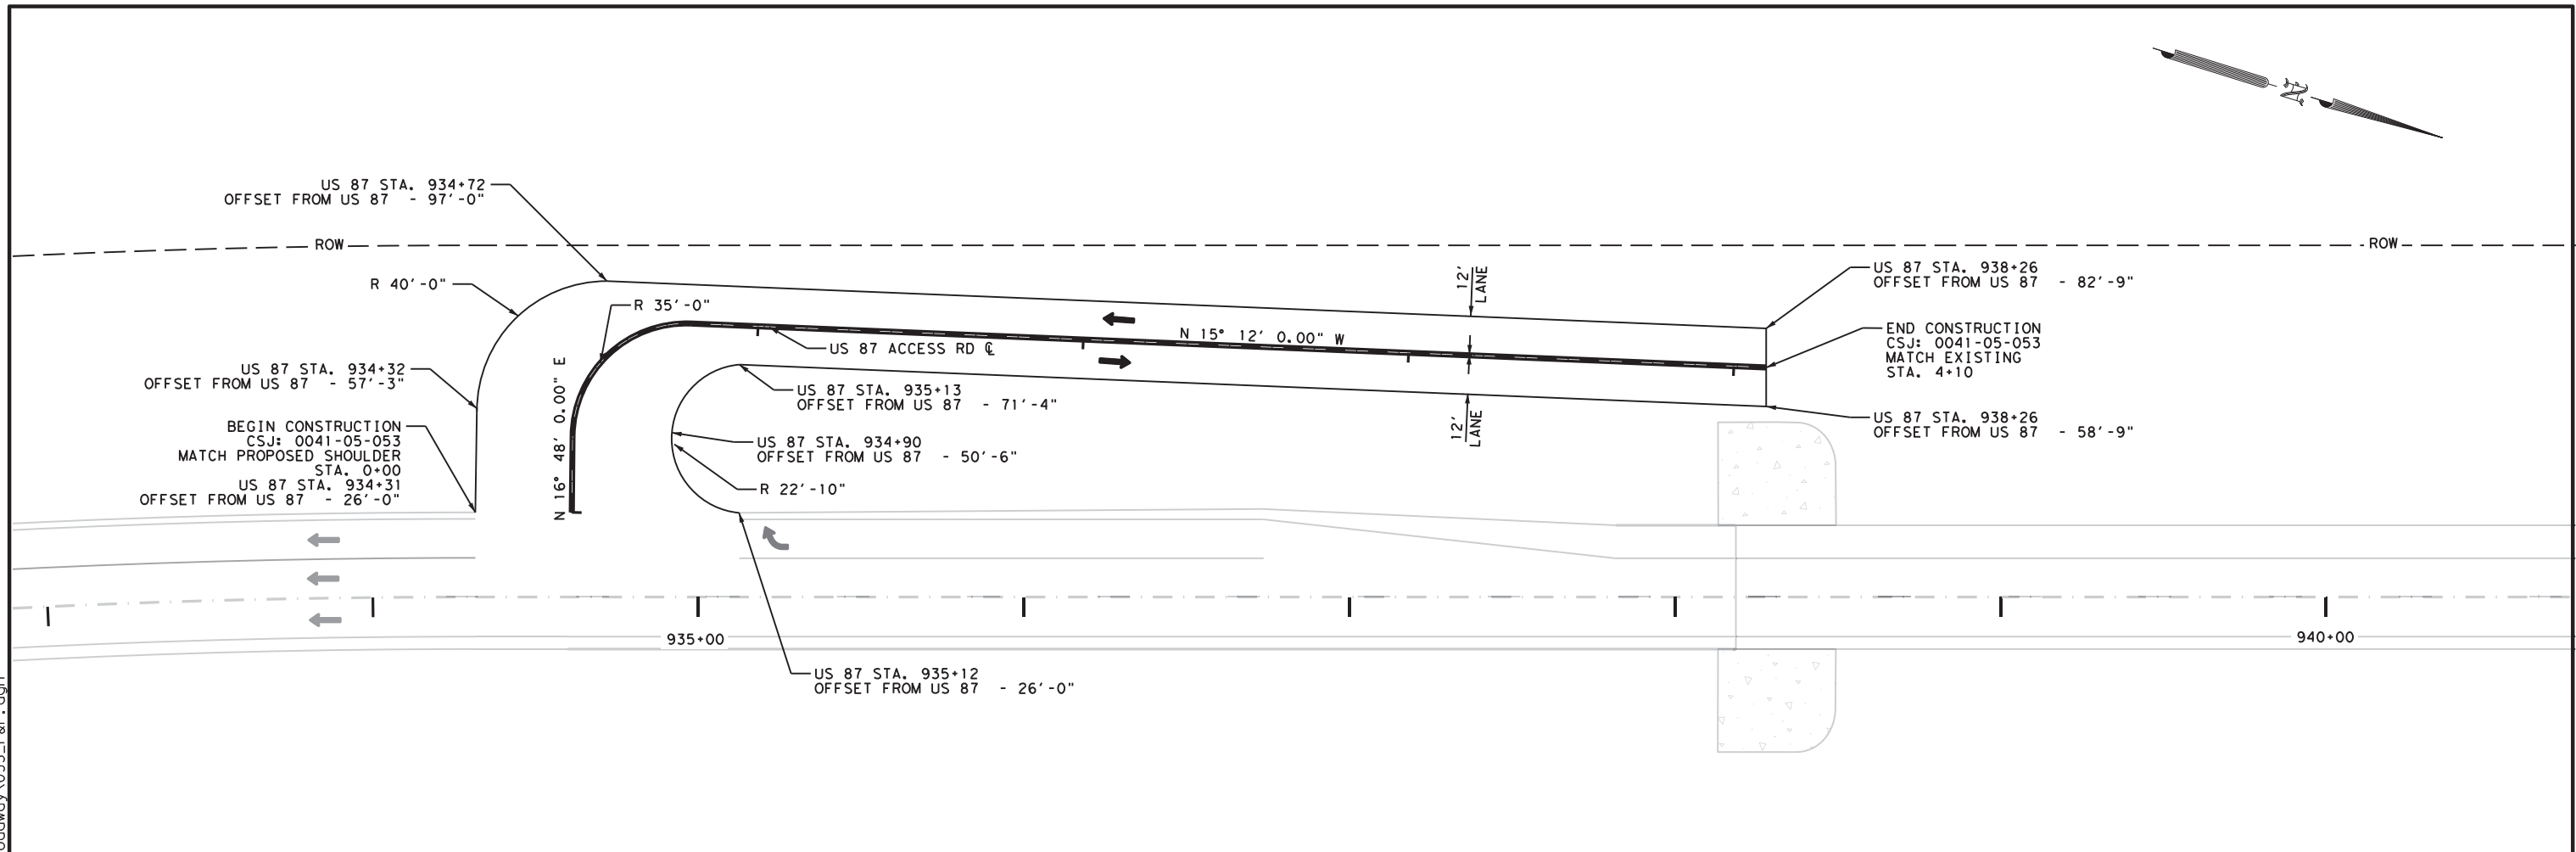 N
US 87 STA. 934+72
OFFSET FROM US 87 - 97'-0"
ROW
ROW
R 40'-0"
R 35'-0"
12'
LANE
US 87 STA. 938+26
OFFSET FROM US 87 - 82'-9"
N 15° 12' 0.00" W
US 87 ACCESS RD ℄
END CONSTRUCTION
CSJ: 0041-05-053
MATCH EXISTING
STA. 4+10
US 87 STA. 934+32
OFFSET FROM US 87 - 57'-3"
N 16° 48' 0.00" E
US 87 STA. 935+13
OFFSET FROM US 87 - 71'-4"
12'
LANE
US 87 STA. 938+26
OFFSET FROM US 87 - 58'-9"
BEGIN CONSTRUCTION
CSJ: 0041-05-053
MATCH PROPOSED SHOULDER
STA. 0+00
US 87 STA. 934+31
OFFSET FROM US 87 - 26'-0"
US 87 STA. 934+90
OFFSET FROM US 87 - 50'-6"
R 22'-10"
935+00
940+00
US 87 STA. 935+12
OFFSET FROM US 87 - 26'-0"